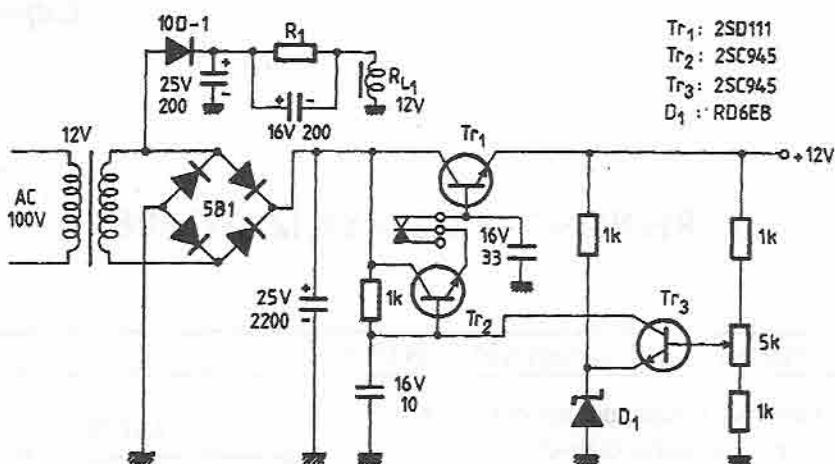 10D-1
R1
25V
200
16V 200
RL1
12V
Tr1: 2SD111
Tr2: 2SC945
Tr3: 2SC945
D1: RD6EB
12V
AC
100V
5B1
25V
2200
1k
16V
10
Tr1
16V
33
Tr2
1k
Tr3
D1
+12V
1k
5k
1k